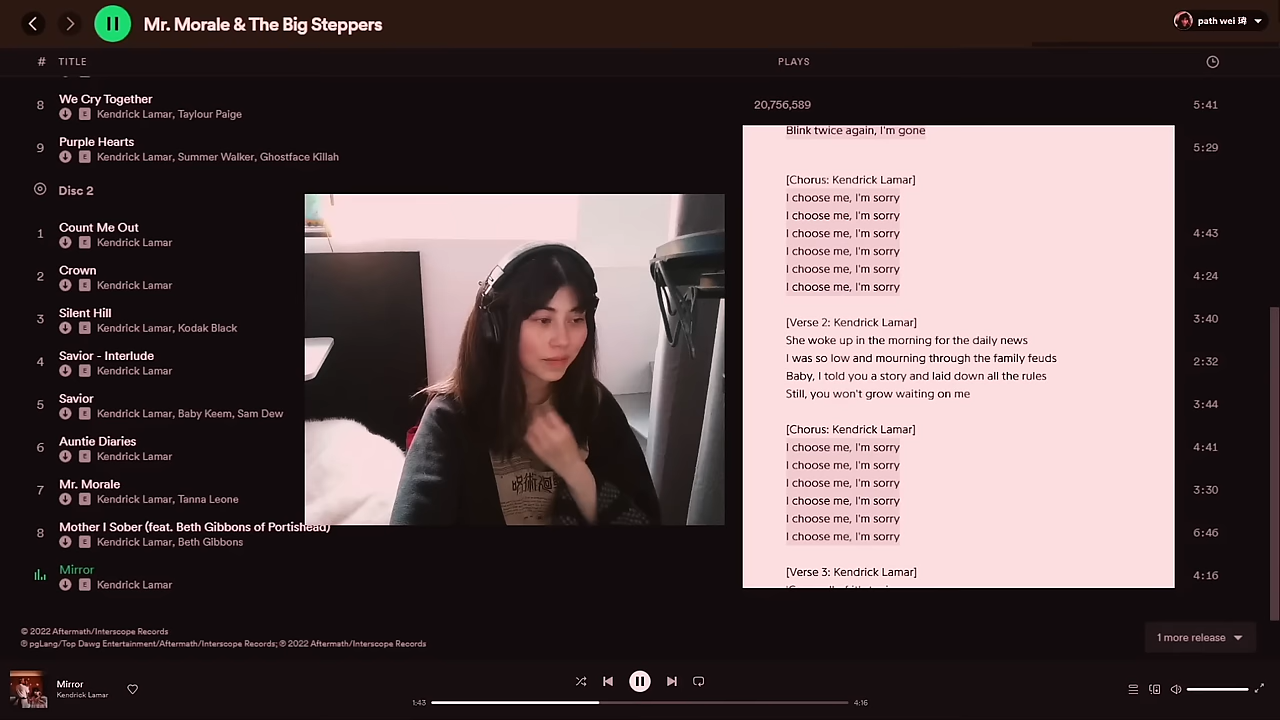 Mr. Morale & The Big Steppers
path wei 琦
# TITLE
PLAYS
8
We Cry Together
E Kendrick Lamar, Taylour Paige
20,756,589
5:41
9
Purple Hearts
E Kendrick Lamar, Summer Walker, Ghostface Killah
5:29
Disc 2
1
Count Me Out
E Kendrick Lamar
4:43
2
Crown
E Kendrick Lamar
4:24
3
Silent Hill
E Kendrick Lamar, Kodak Black
3:40
4
Savior - Interlude
E Kendrick Lamar
2:32
5
Savior
E Kendrick Lamar, Baby Keem, Sam Dew
3:44
6
Auntie Diaries
E Kendrick Lamar
4:41
7
Mr. Morale
E Kendrick Lamar, Tanna Leone
3:30
8
Mother I Sober (feat. Beth Gibbons of Portishead)
E Kendrick Lamar, Beth Gibbons
6:46
Mirror
E Kendrick Lamar
4:16
Blink twice again, I'm gone
[Chorus: Kendrick Lamar]
I choose me, I'm sorry
I choose me, I'm sorry
I choose me, I'm sorry
I choose me, I'm sorry
I choose me, I'm sorry
I choose me, I'm sorry
[Verse 2: Kendrick Lamar]
She woke up in the morning for the daily news
I was so low and mourning through the family feuds
Baby, I told you a story and laid down all the rules
Still, you won't grow waiting on me
[Chorus: Kendrick Lamar]
I choose me, I'm sorry
I choose me, I'm sorry
I choose me, I'm sorry
I choose me, I'm sorry
I choose me, I'm sorry
I choose me, I'm sorry
[Verse 3: Kendrick Lamar]
呪術廻
© 2022 Aftermath/Interscope Records
℗ pgLang/Top Dawg Entertainment/Aftermath/Interscope Records; ℗ 2022 Aftermath/Interscope Records
1 more release
Mirror
Kendrick Lamar
1:43
4:16